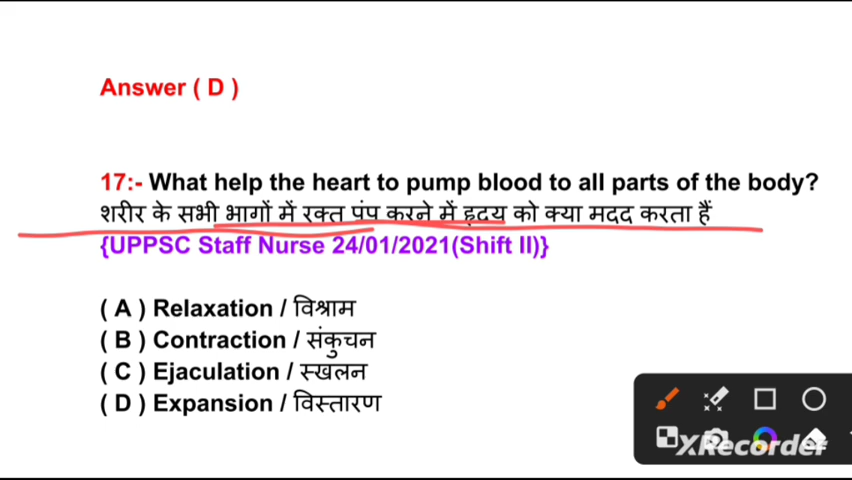 Answer ( D )
17:- What help the heart to pump blood to all parts of the body?
शरीर के सभी भागों में रक्त पंप करने में हृदय को क्या मदद करता हैं
{UPPSC Staff Nurse 24/01/2021(Shift II)}
( A ) Relaxation / विश्राम
( B ) Contraction / संकुचन
( C ) Ejaculation / स्खलन
( D ) Expansion / विस्तारण
XRecorder